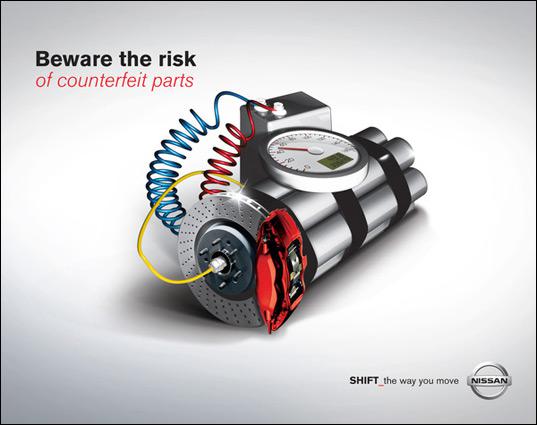 Beware the risk
of counterfeit parts
SHIFT_the way you move
NISSAN